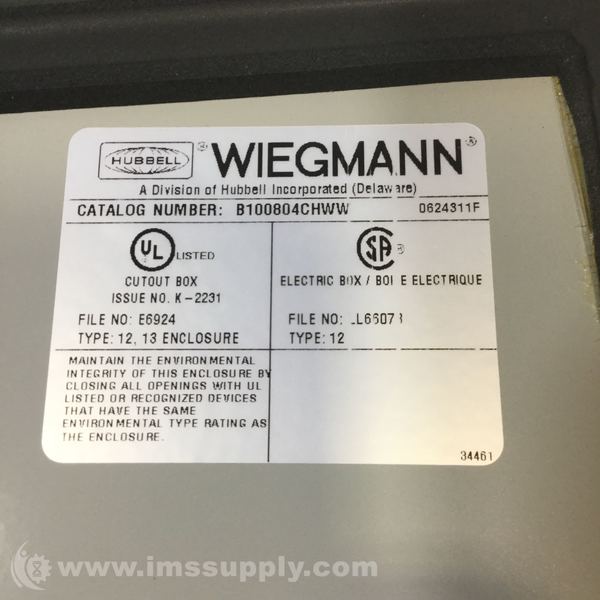 HUBBELL ® WIEGMANN ®
A Division of Hubbell Incorporated (Delaware)
CATALOG NUMBER: B100804CHWW 0624311F
UL LISTED
CUTOUT BOX
ISSUE NO. K-2231
FILE NO: E6924
TYPE: 12, 13 ENCLOSURE
SA ®
ELECTRIC BOX / BOI E ELECTRIQUE
FILE NO:
TYPE: 12
MAINTAIN THE ENVIRONMENTAL
INTEGRITY OF THIS ENCLOSURE BY
CLOSING ALL OPENINGS WITH UL
LISTED OR RECOGNIZED DEVICES
THAT HAVE THE SAME
ENVIRONMENTAL TYPE RATING AS
THE ENCLOSURE.
34461
www.imssupply.com